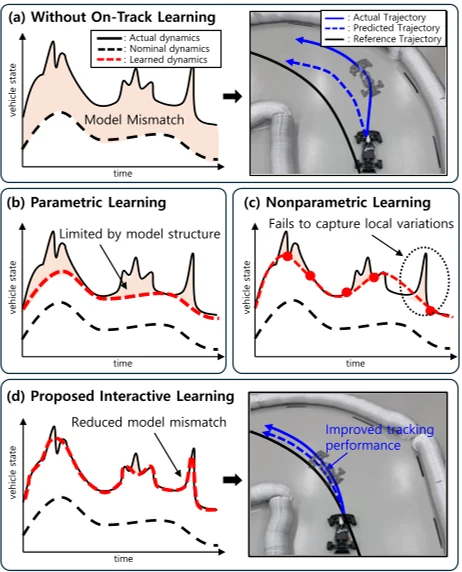 (a) Without On-Track Learning
: Actual dynamics
: Nominal dynamics
: Learned dynamics
vehicle state
Model Mismatch
time
: Actual Trajectory
: Predicted Trajectory
: Reference Trajectory
(b) Parametric Learning
Limited by model structure
vehicle state
time
(c) Nonparametric Learning
Fails to capture local variations
vehicle state
time
(d) Proposed Interactive Learning
Reduced model mismatch
vehicle state
time
Improved tracking
performance